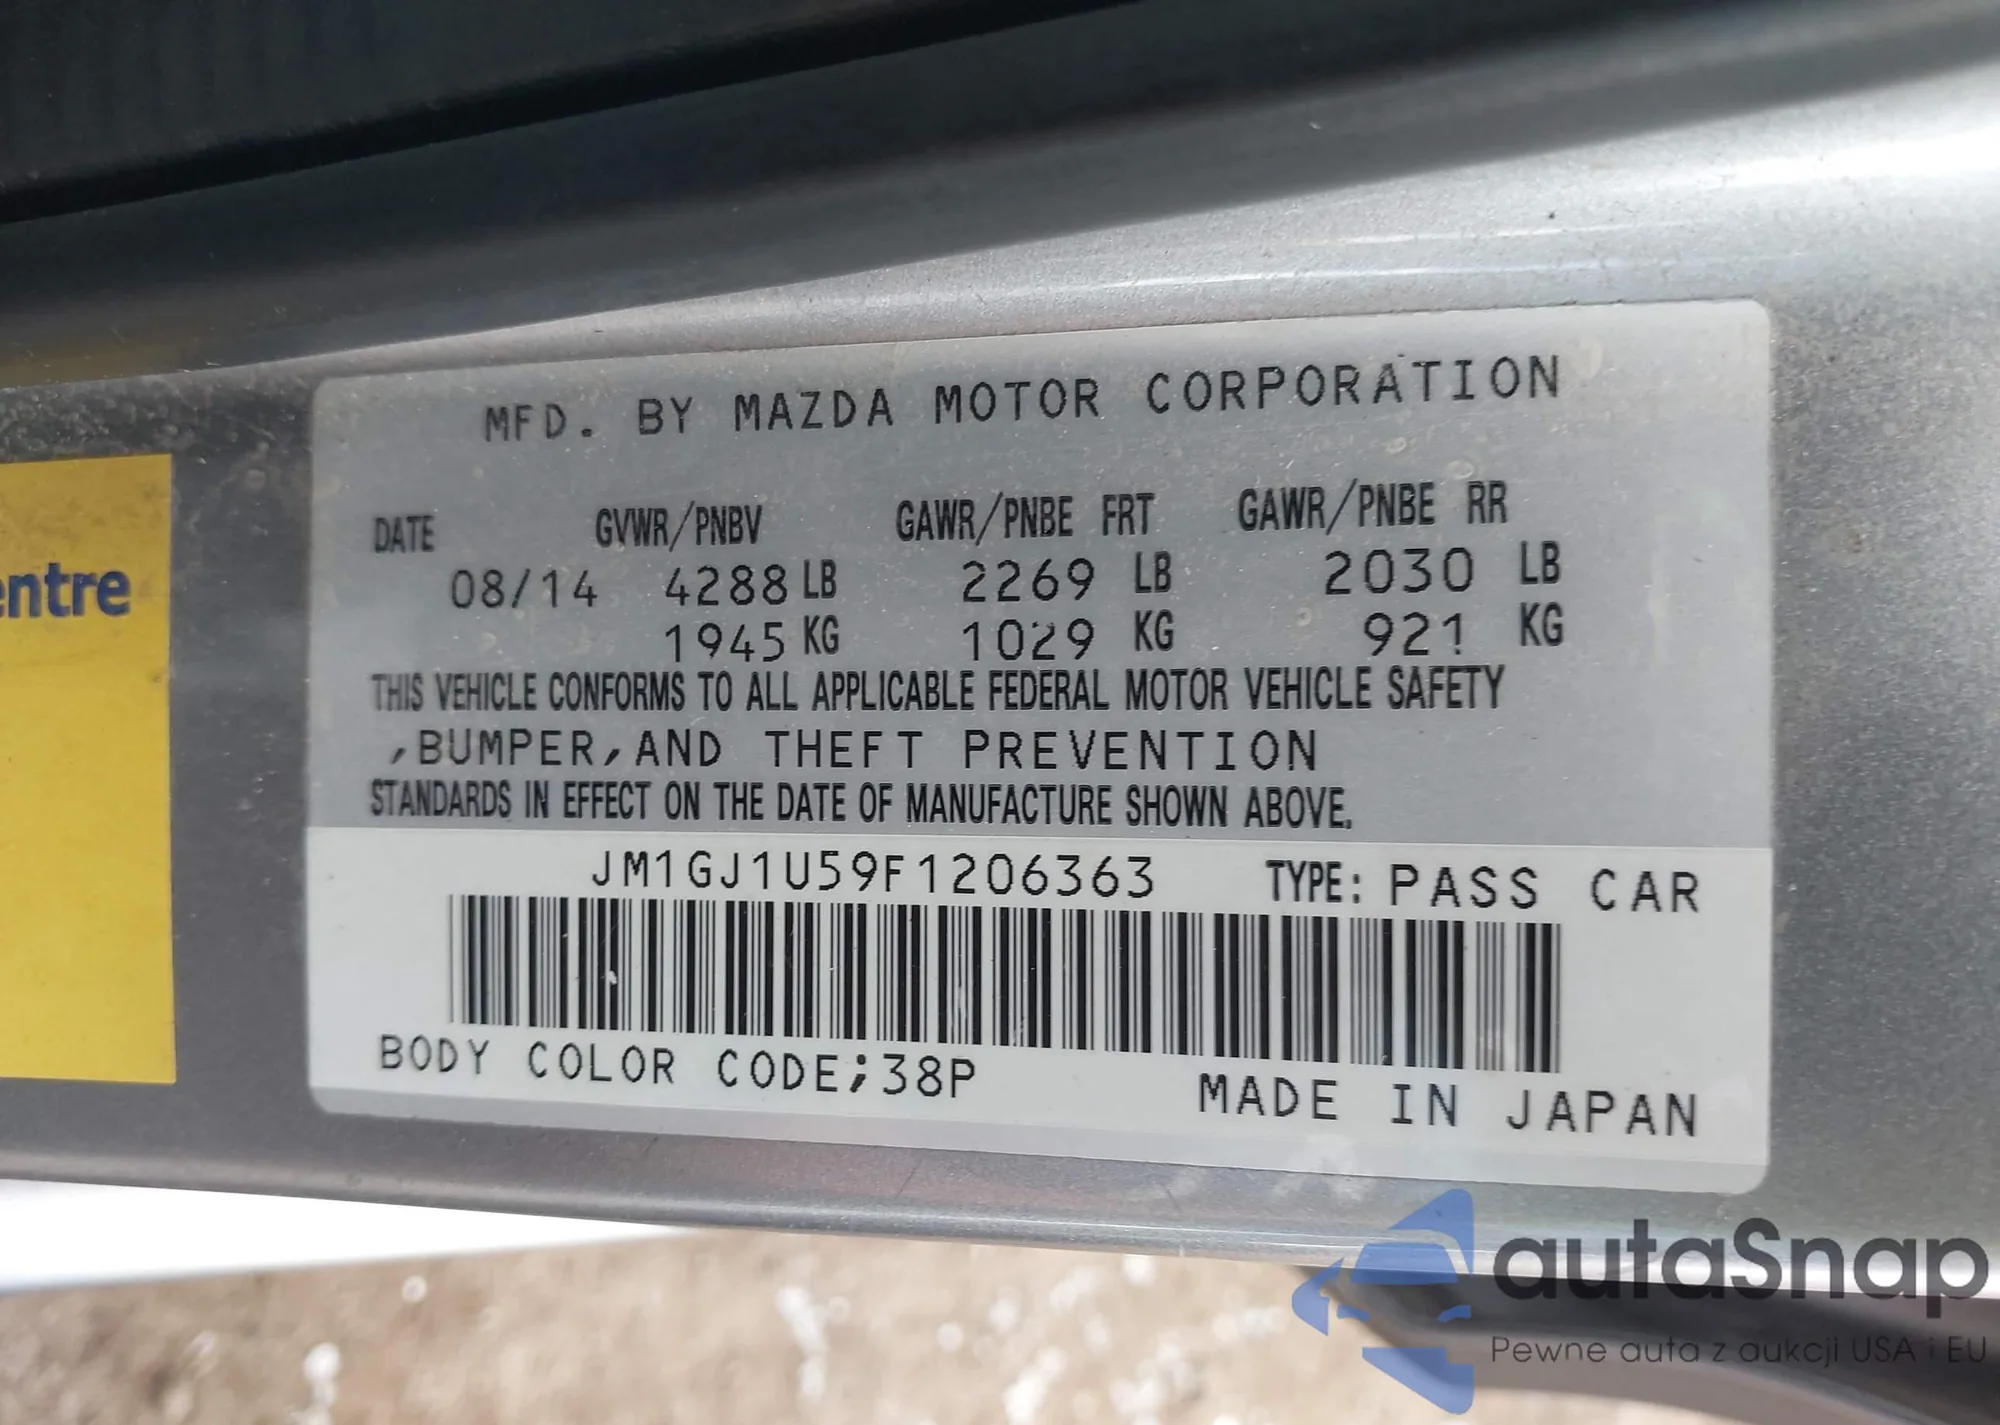 MFD. BY MAZDA MOTOR CORPORATION
DATE GVWR/PNBV GAWR/PNBE FRT GAWR/PNBE RR
08/14 4288 LB 2269 LB 2030 LB
1945 KG 1029 KG 921 KG
THIS VEHICLE CONFORMS TO ALL APPLICABLE FEDERAL MOTOR VEHICLE SAFETY
,BUMPER,AND THEFT PREVENTION
STANDARDS IN EFFECT ON THE DATE OF MANUFACTURE SHOWN ABOVE.
JM1GJ1U59F1206363 TYPE: PASS CAR
BODY COLOR CODE;38P
MADE IN JAPAN
entre
autaSnap
Pewne auta z aukcji USA i EU